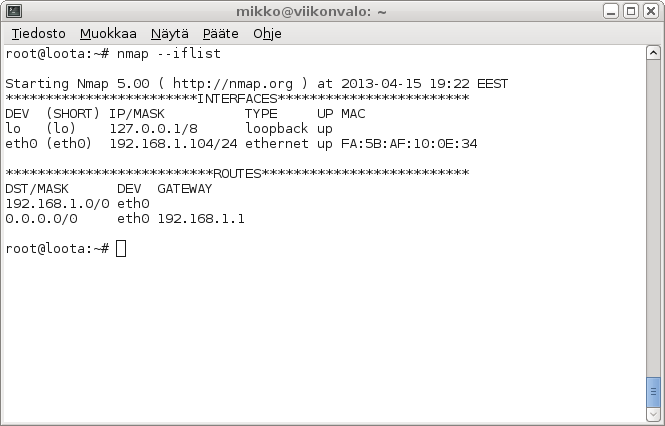 mikko@viikonvalo: ~
Tiedosto Muokkaa Näytä Pääte Ohje
root@loota:~# nmap --iflist
Starting Nmap 5.00 ( http://nmap.org ) at 2013-04-15 19:22 EEST
************************INTERFACES************************
DEV  (SHORT) IP/MASK          TYPE     UP MAC
lo   (lo)    127.0.0.1/8      loopback up
eth0 (eth0)  192.168.1.104/24 ethernet up FA:5B:AF:10:0E:34
**************************ROUTES**************************
DST/MASK      DEV  GATEWAY
192.168.1.0/0 eth0
0.0.0.0/0     eth0 192.168.1.1
root@loota:~#